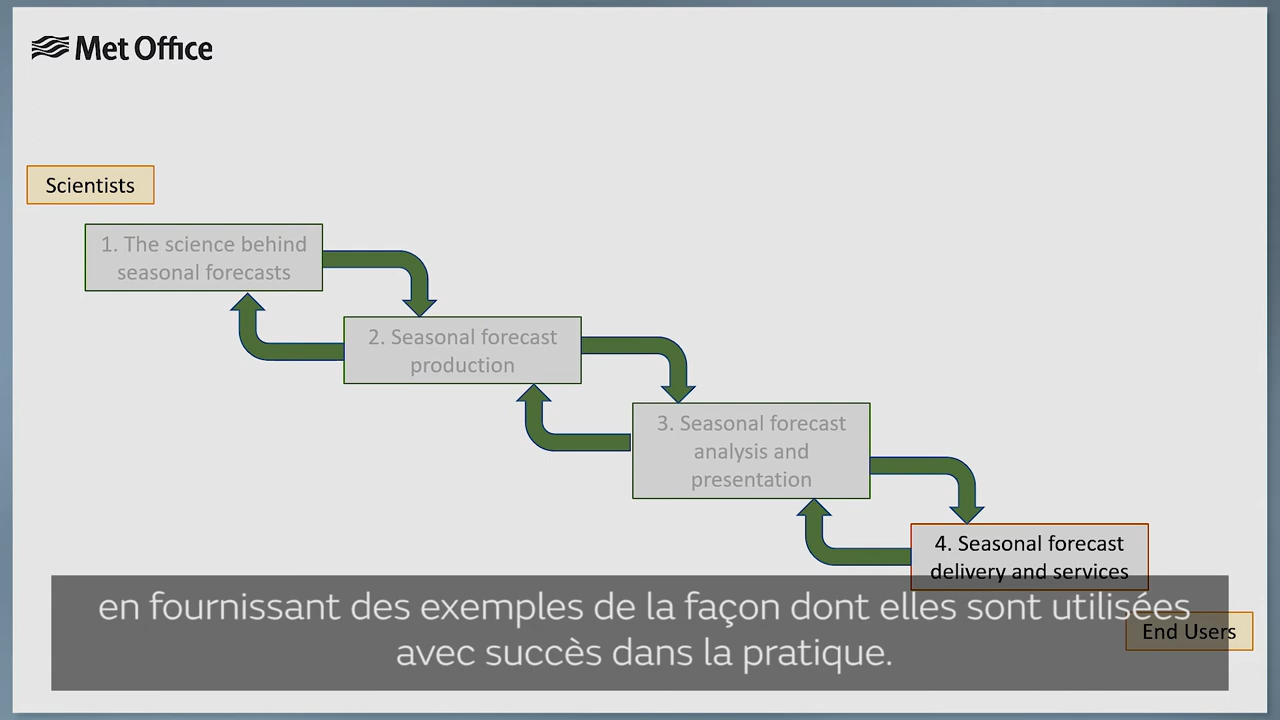 Met Office
Scientists
1. The science behind
seasonal forecasts
2. Seasonal forecast
production
3. Seasonal forecast
analysis and
presentation
4. Seasonal forecast
delivery and services
End Users
en fournissant des exemples de la façon dont elles sont utilisées
avec succès dans la pratique.